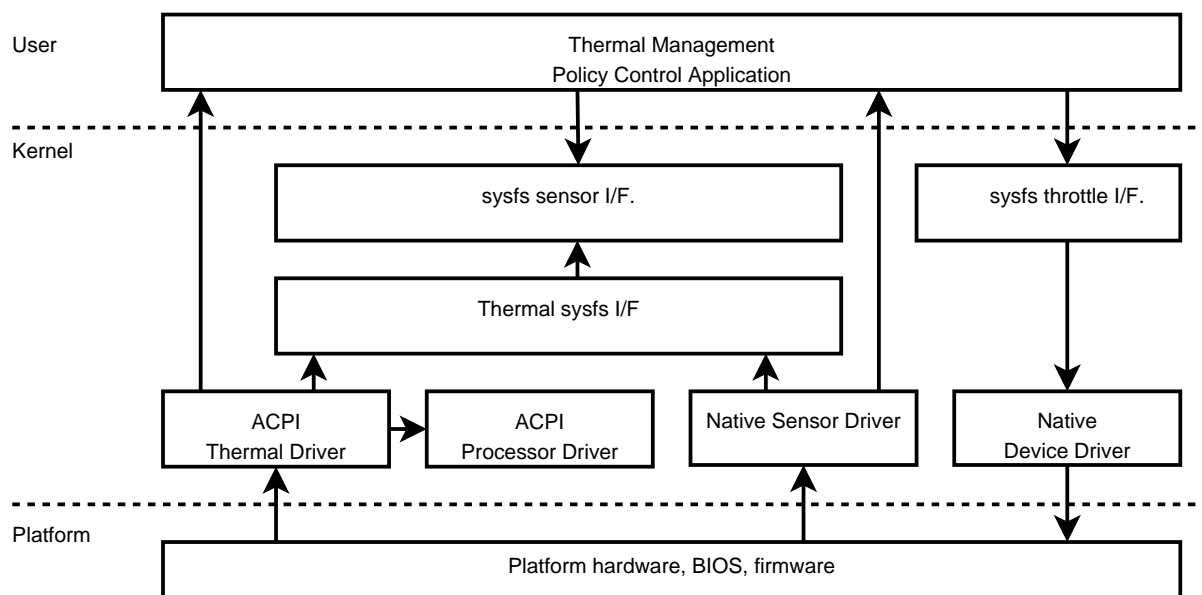 User
Thermal Management
Policy Control Application
Kernel
sysfs sensor I/F.
sysfs throttle I/F.
Thermal sysfs I/F
ACPI
Thermal Driver
ACPI
Processor Driver
Native Sensor Driver
Native
Device Driver
Platform
Platform hardware, BIOS, firmware